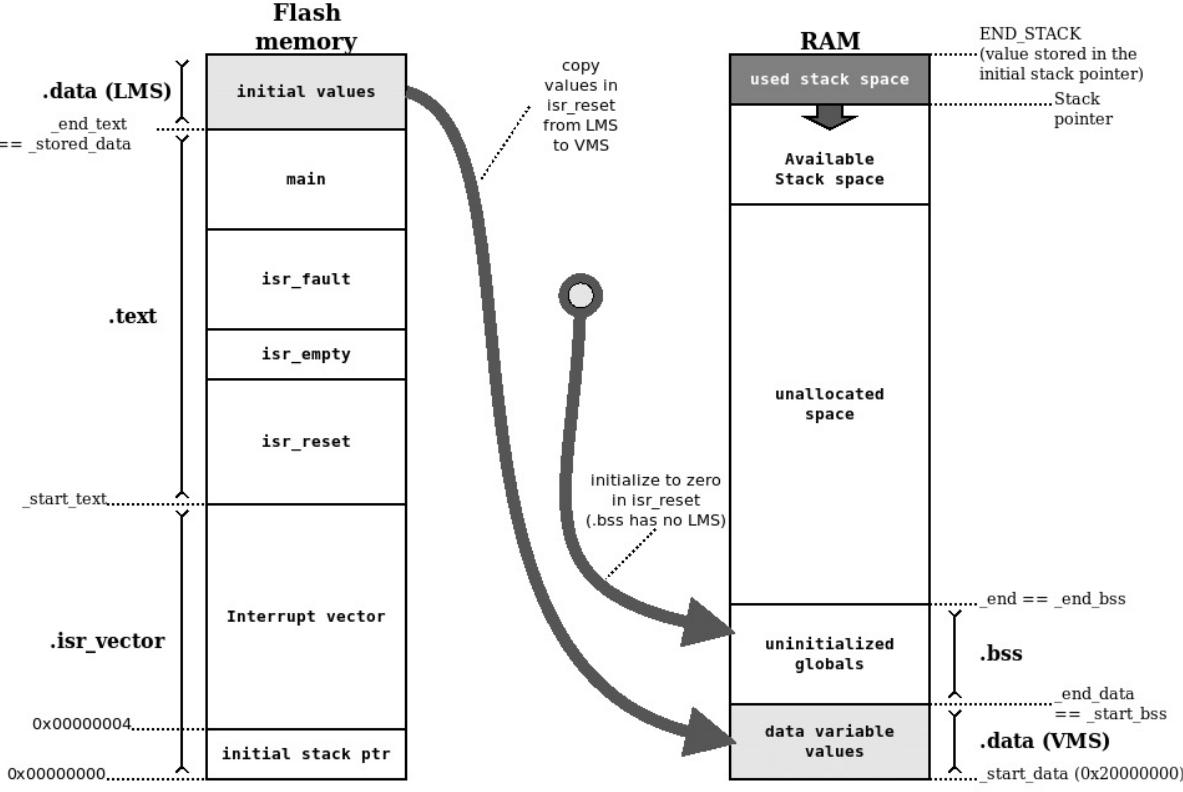 Flash
memory
initial values
main
isr_fault
isr_empty
isr_reset
Interrupt vector
initial stack ptr
.data (LMS)
_end_text
== _stored_data
.text
_start_text
.isr_vector
0x00000004
0x00000000
copy
values in
isr_reset
from LMS
to VMS
initialize to zero
in isr_reset
(.bss has no LMS)
RAM
used stack space
Available
Stack space
unallocated
space
uninitialized
globals
data variable
values
END_STACK
(value stored in the
initial stack pointer)
Stack
pointer
_end == _end_bss
.bss
_end_data
== _start_bss
.data (VMS)
_start_data (0x20000000)